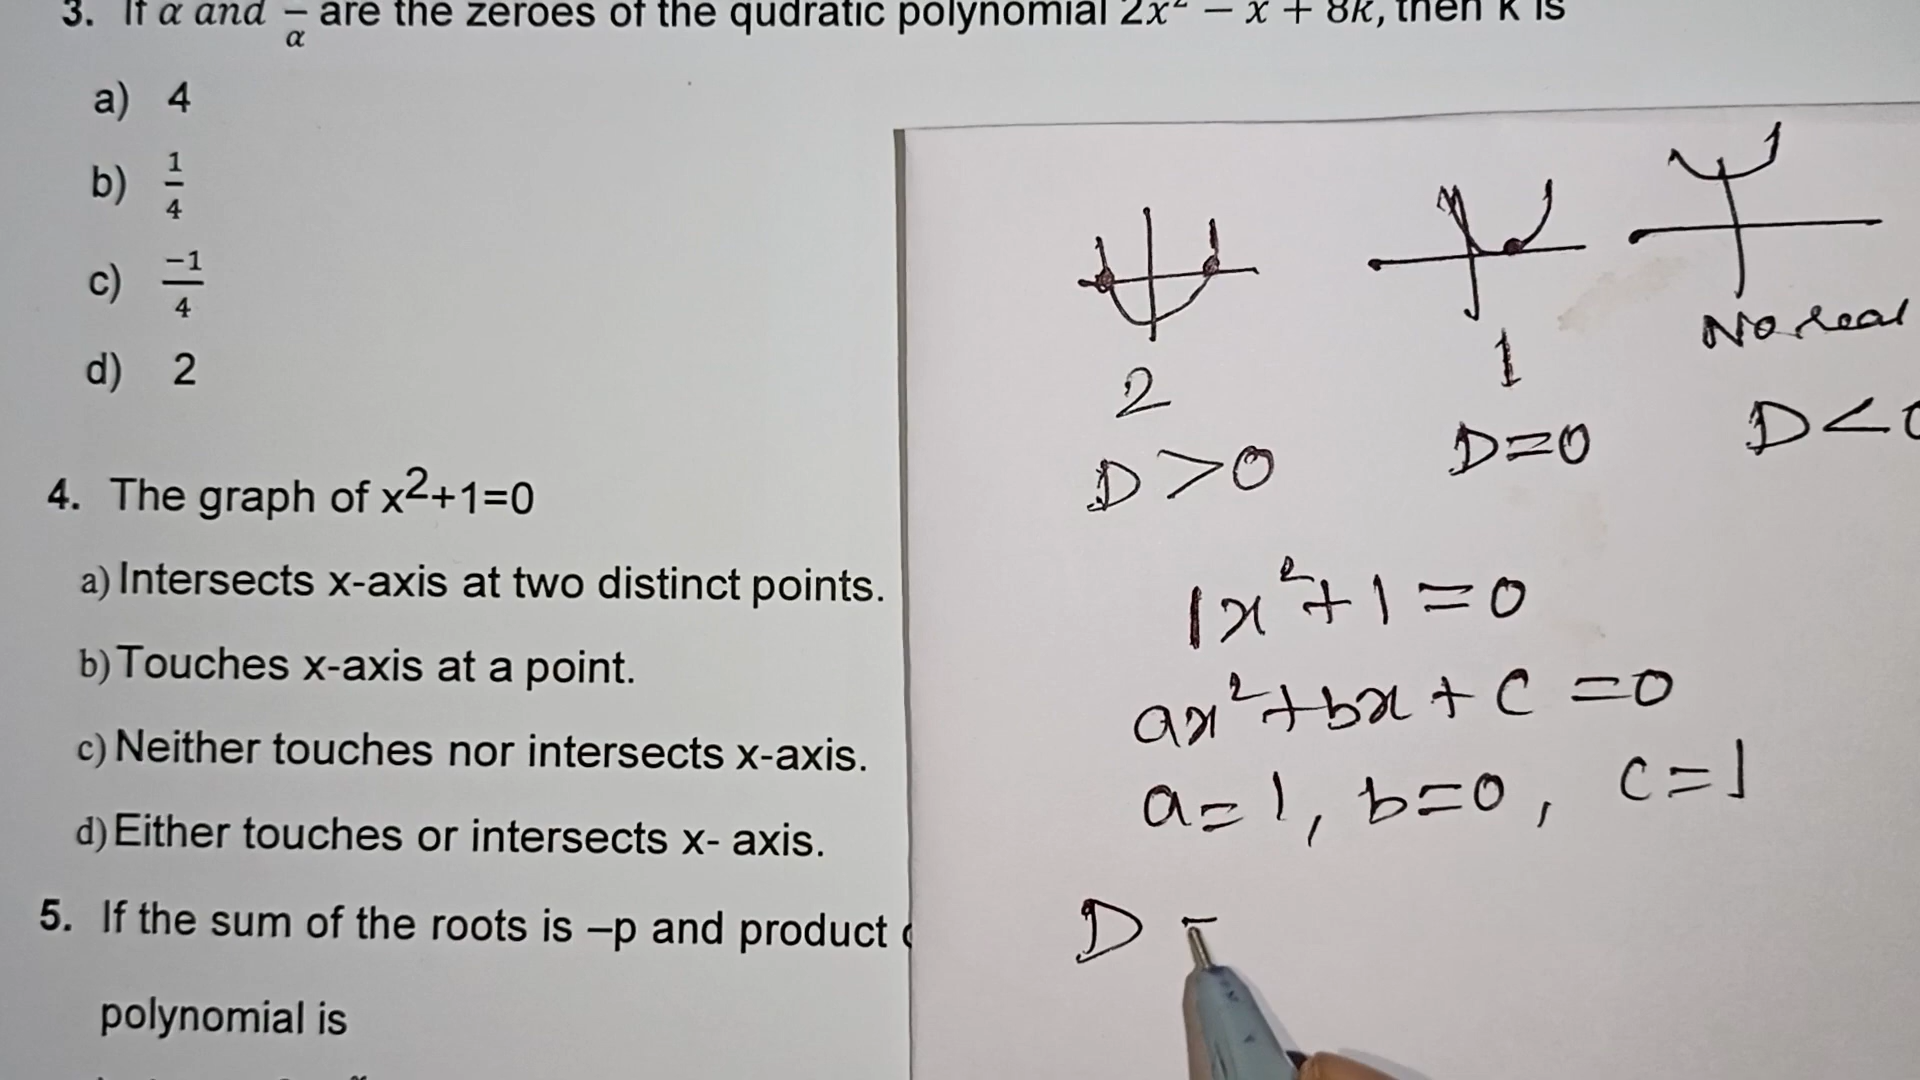 3. If α and — are the zeroes of the qudratic polynomial 2x² − x + 8k, then k is
α
a) 4
b) 1/4
c) -1/4
d) 2
4. The graph of x²+1=0
a) Intersects x-axis at two distinct points.
b) Touches x-axis at a point.
c) Neither touches nor intersects x-axis.
d) Either touches or intersects x- axis.
5. If the sum of the roots is –p and product
polynomial is
2
1
No real
D>0
D=0
D<0
1x²+1=0
ax²+bx+c=0
a=1, b=0, c=1
D =